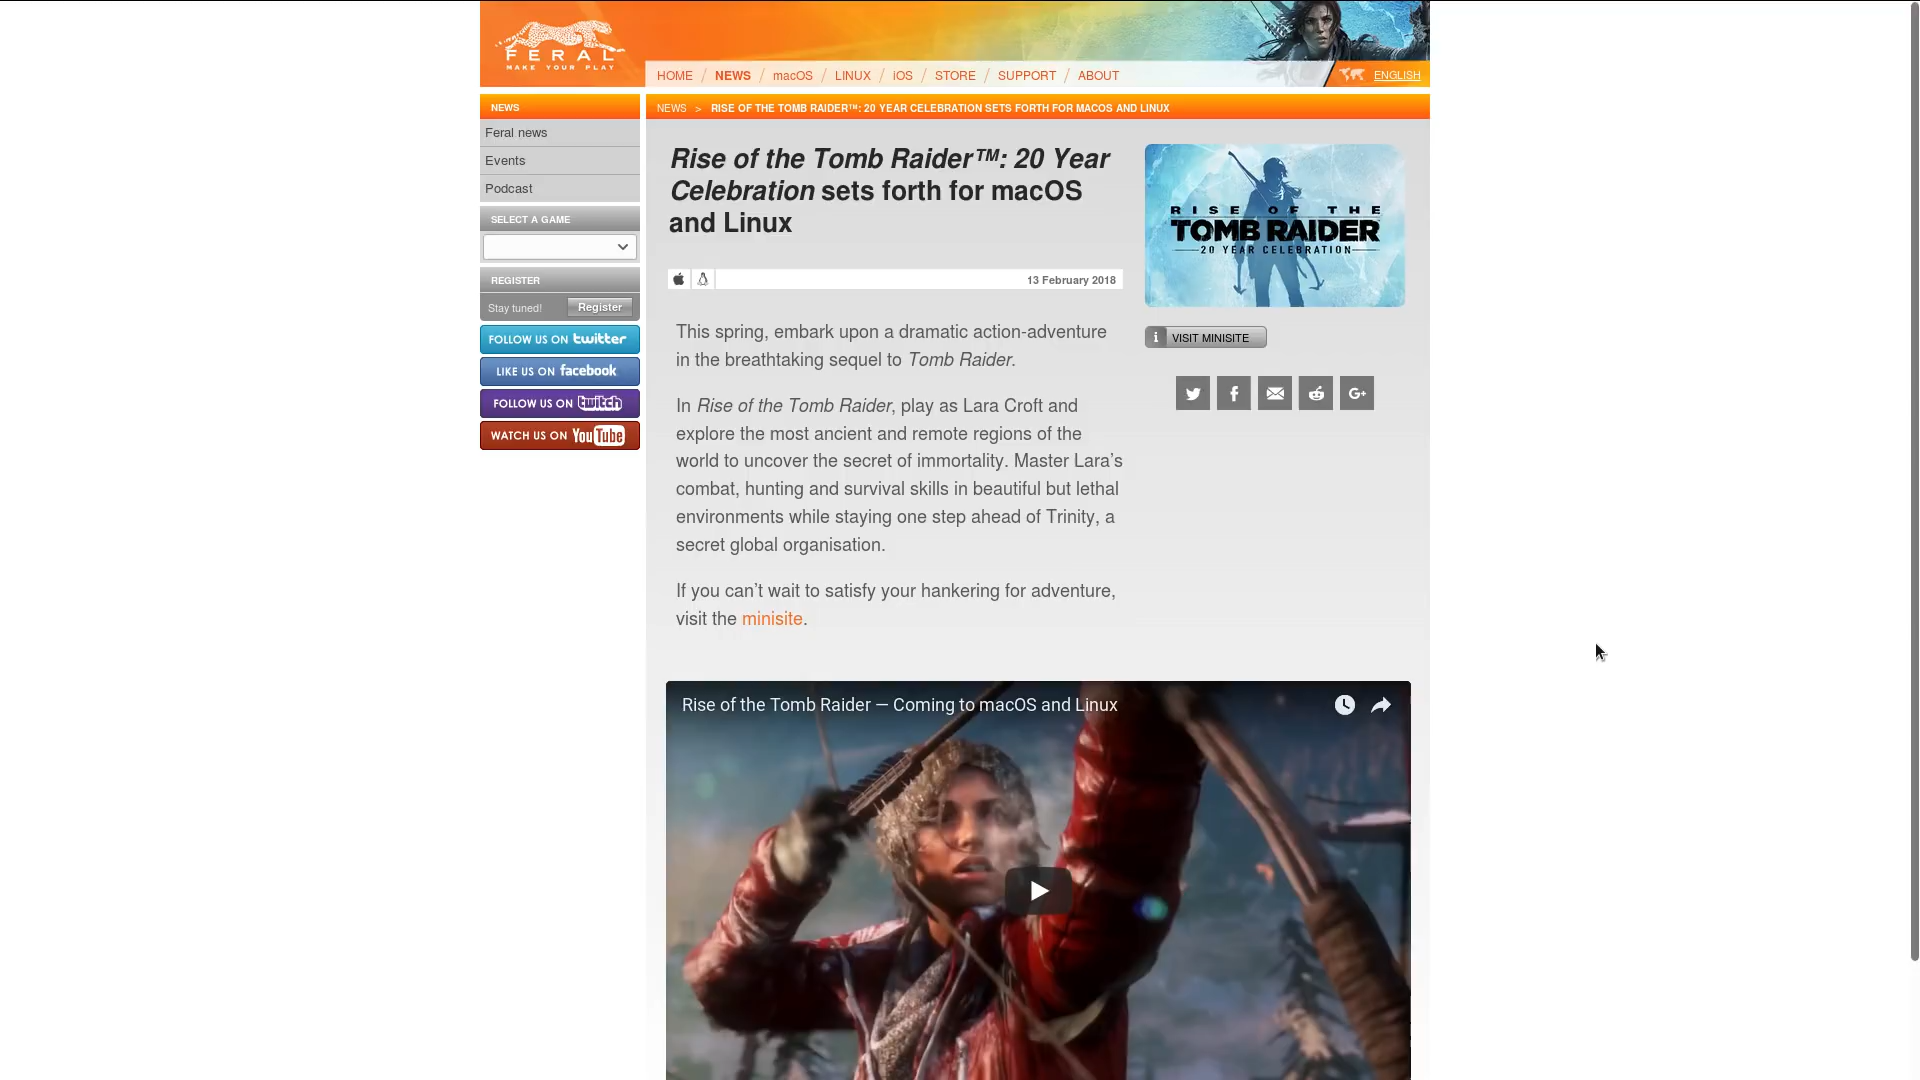 FERAL
MAKE YOUR PLAY
HOME / NEWS / macOS / LINUX / iOS / STORE / SUPPORT / ABOUT
ENGLISH
NEWS
Feral news
Events
Podcast
SELECT A GAME
REGISTER
Stay tuned! Register
FOLLOW US ON twitter
LIKE US ON facebook
FOLLOW US ON twitch
WATCH US ON YouTube
NEWS > RISE OF THE TOMB RAIDER™: 20 YEAR CELEBRATION SETS FORTH FOR MACOS AND LINUX
Rise of the Tomb Raider™: 20 Year
Celebration sets forth for macOS
and Linux
13 February 2018
This spring, embark upon a dramatic action-adventure
in the breathtaking sequel to Tomb Raider.
In Rise of the Tomb Raider, play as Lara Croft and
explore the most ancient and remote regions of the
world to uncover the secret of immortality. Master Lara’s
combat, hunting and survival skills in beautiful but lethal
environments while staying one step ahead of Trinity, a
secret global organisation.
If you can’t wait to satisfy your hankering for adventure,
visit the minisite.
RISE OF THE
TOMB RAIDER
20 YEAR CELEBRATION
i VISIT MINISITE
G+
Rise of the Tomb Raider — Coming to macOS and Linux